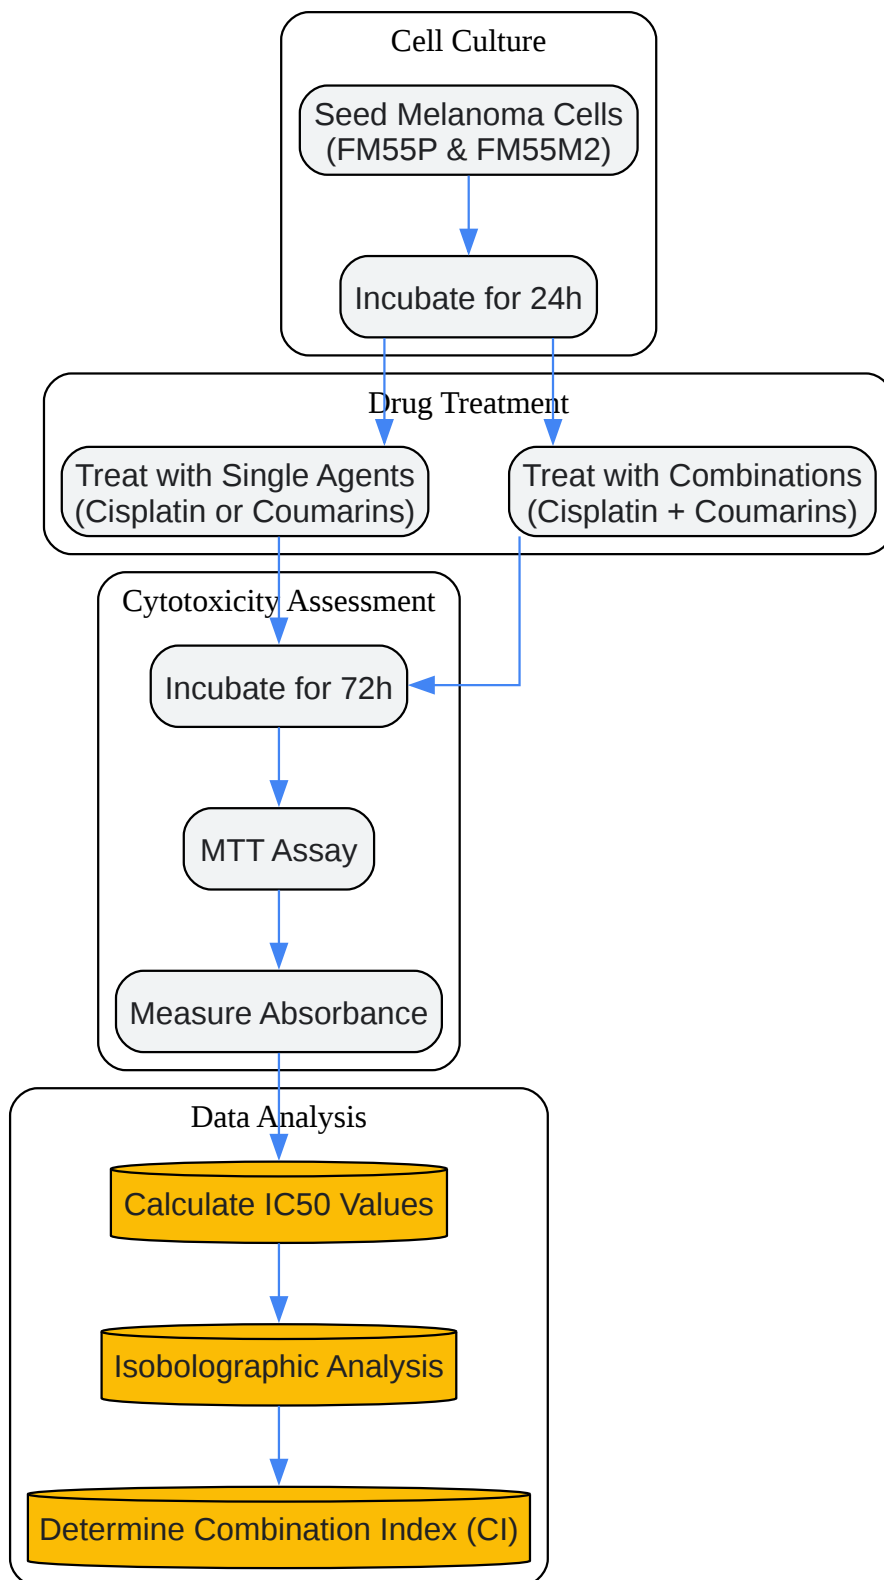 Cell Culture
Seed Melanoma Cells
(FM55P & FM55M2)
Incubate for 24h
Drug Treatment
Treat with Single Agents
(Cisplatin or Coumarins)
Treat with Combinations
(Cisplatin + Coumarins)
Cytotoxicity Assessment
Incubate for 72h
MTT Assay
Measure Absorbance
Data Analysis
Calculate IC50 Values
Isobolographic Analysis
Determine Combination Index (CI)